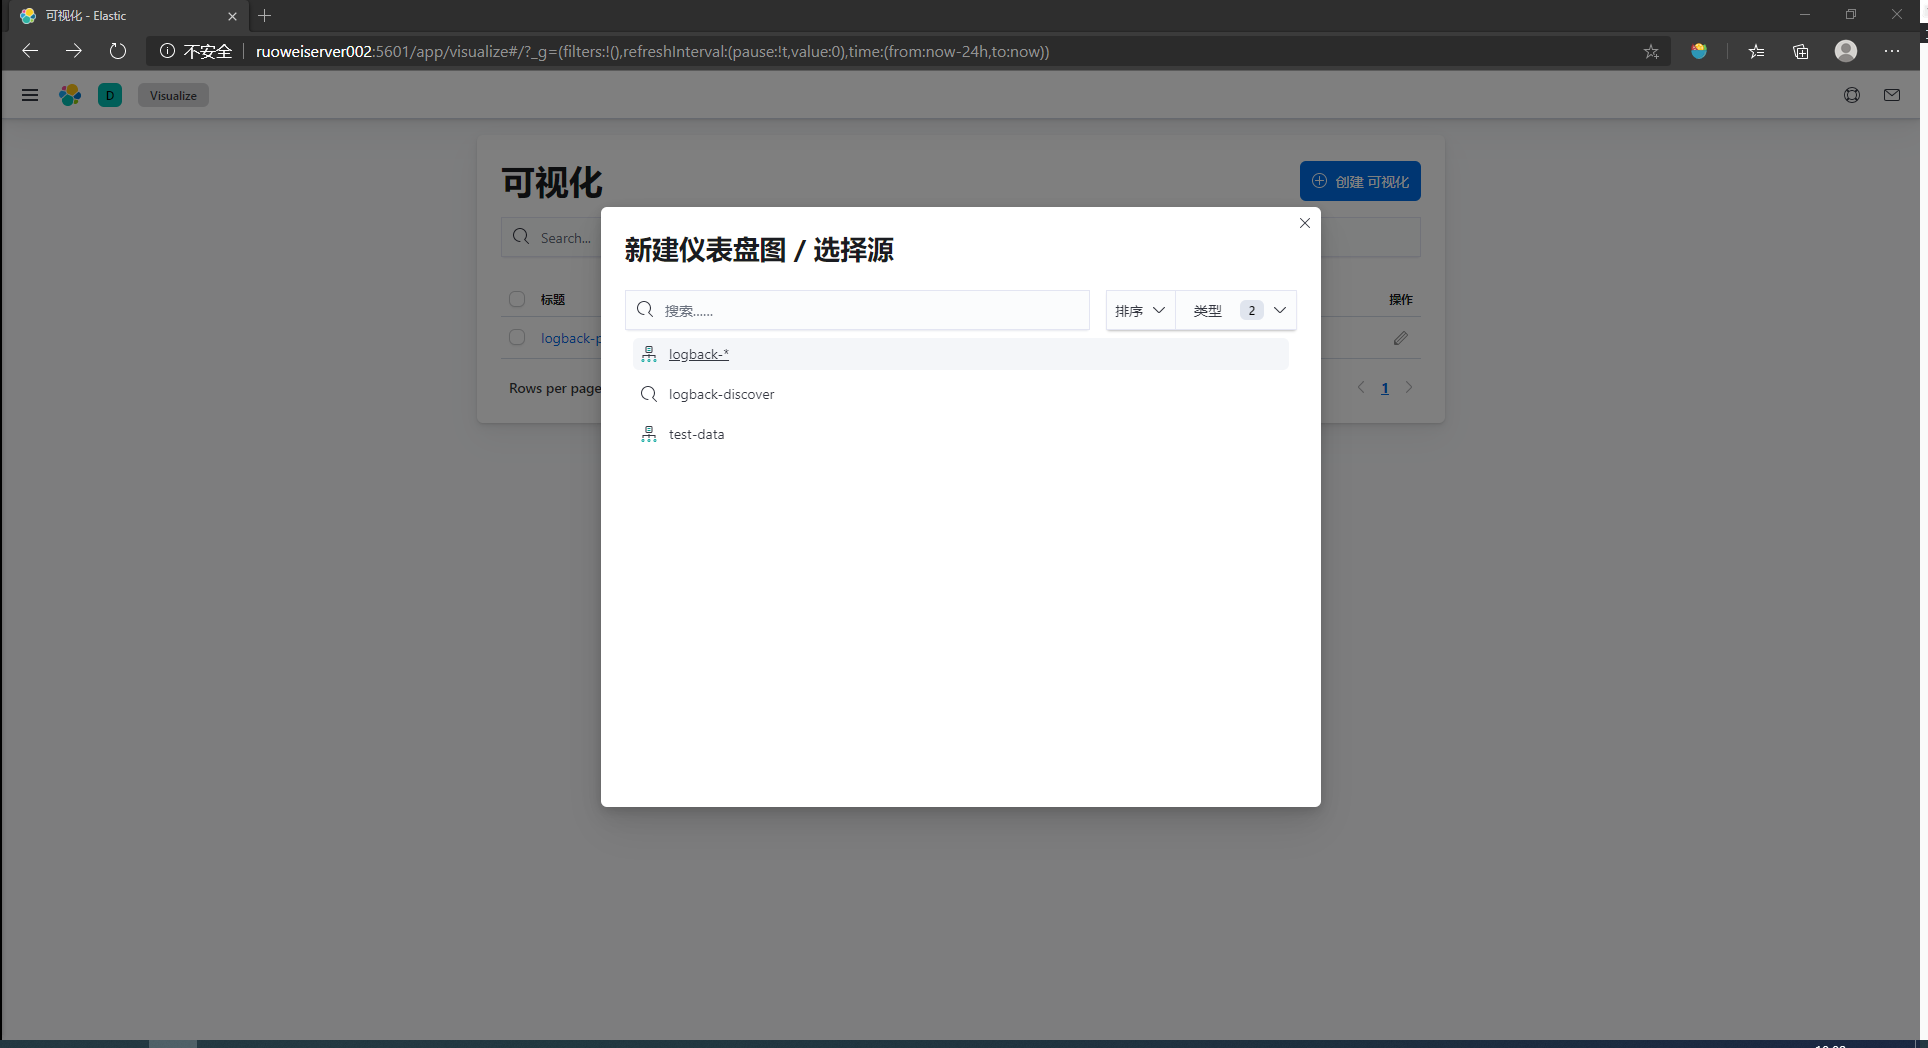 可视化 - Elastic
不安全 ruoweiserver002:5601/app/visualize#/?_g=(filters:!(),refreshInterval:(pause:!t,value:0),time:(from:now-24h,to:now))
D Visualize
可视化
创建 可视化
Search...
新建仪表盘图 / 选择源
搜索......
排序
类型 2
标题
操作
logback-p
logback-*
logback-discover
test-data
Rows per page
1